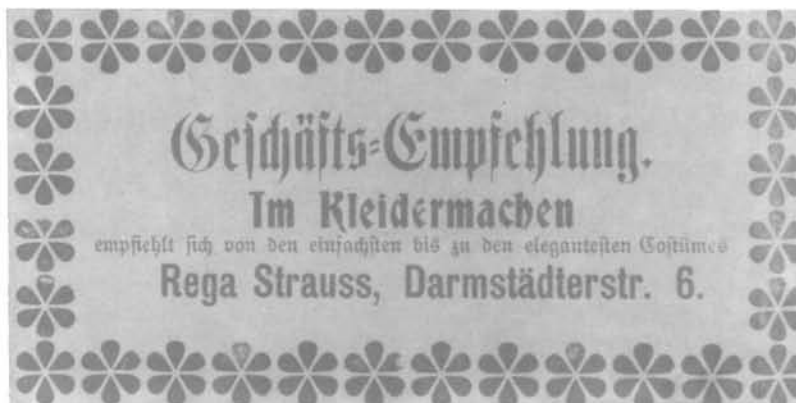 Geschäfts=Empfehlung.
Im Kleidermachen
empfiehlt sich von den einfachsten bis zu den elegantesten Costümes
Rega Strauss, Darmstädterstr. 6.